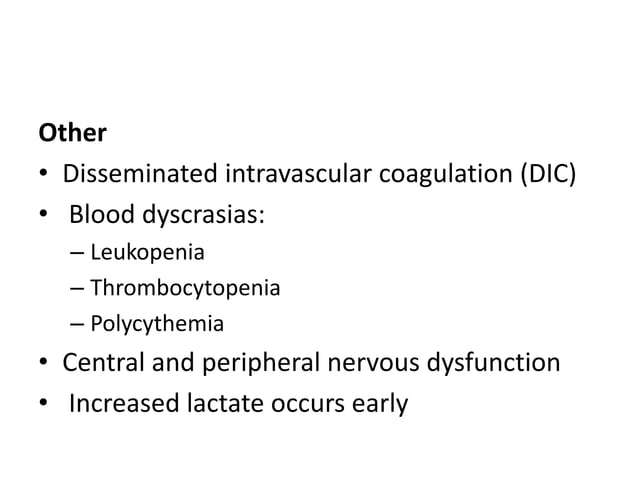 Other
• Disseminated intravascular coagulation (DIC)
• Blood dyscrasias:
– Leukopenia
– Thrombocytopenia
– Polycythemia
• Central and peripheral nervous dysfunction
• Increased lactate occurs early